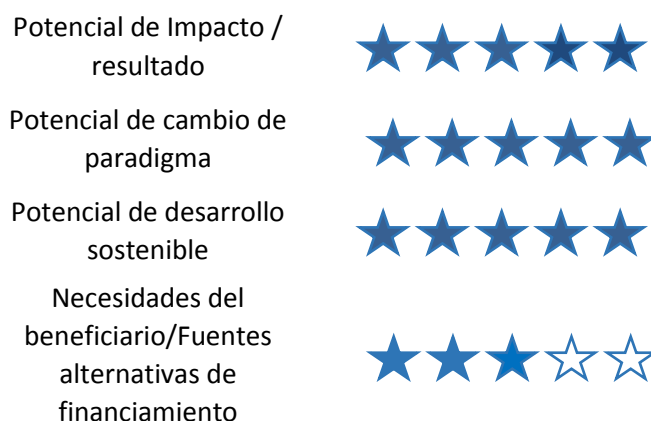 Potencial de Impacto /
resultado
Potencial de cambio de
paradigma
Potencial de desarrollo
sostenible
Necesidades del
beneficiario/Fuentes
alternativas de
financiamiento